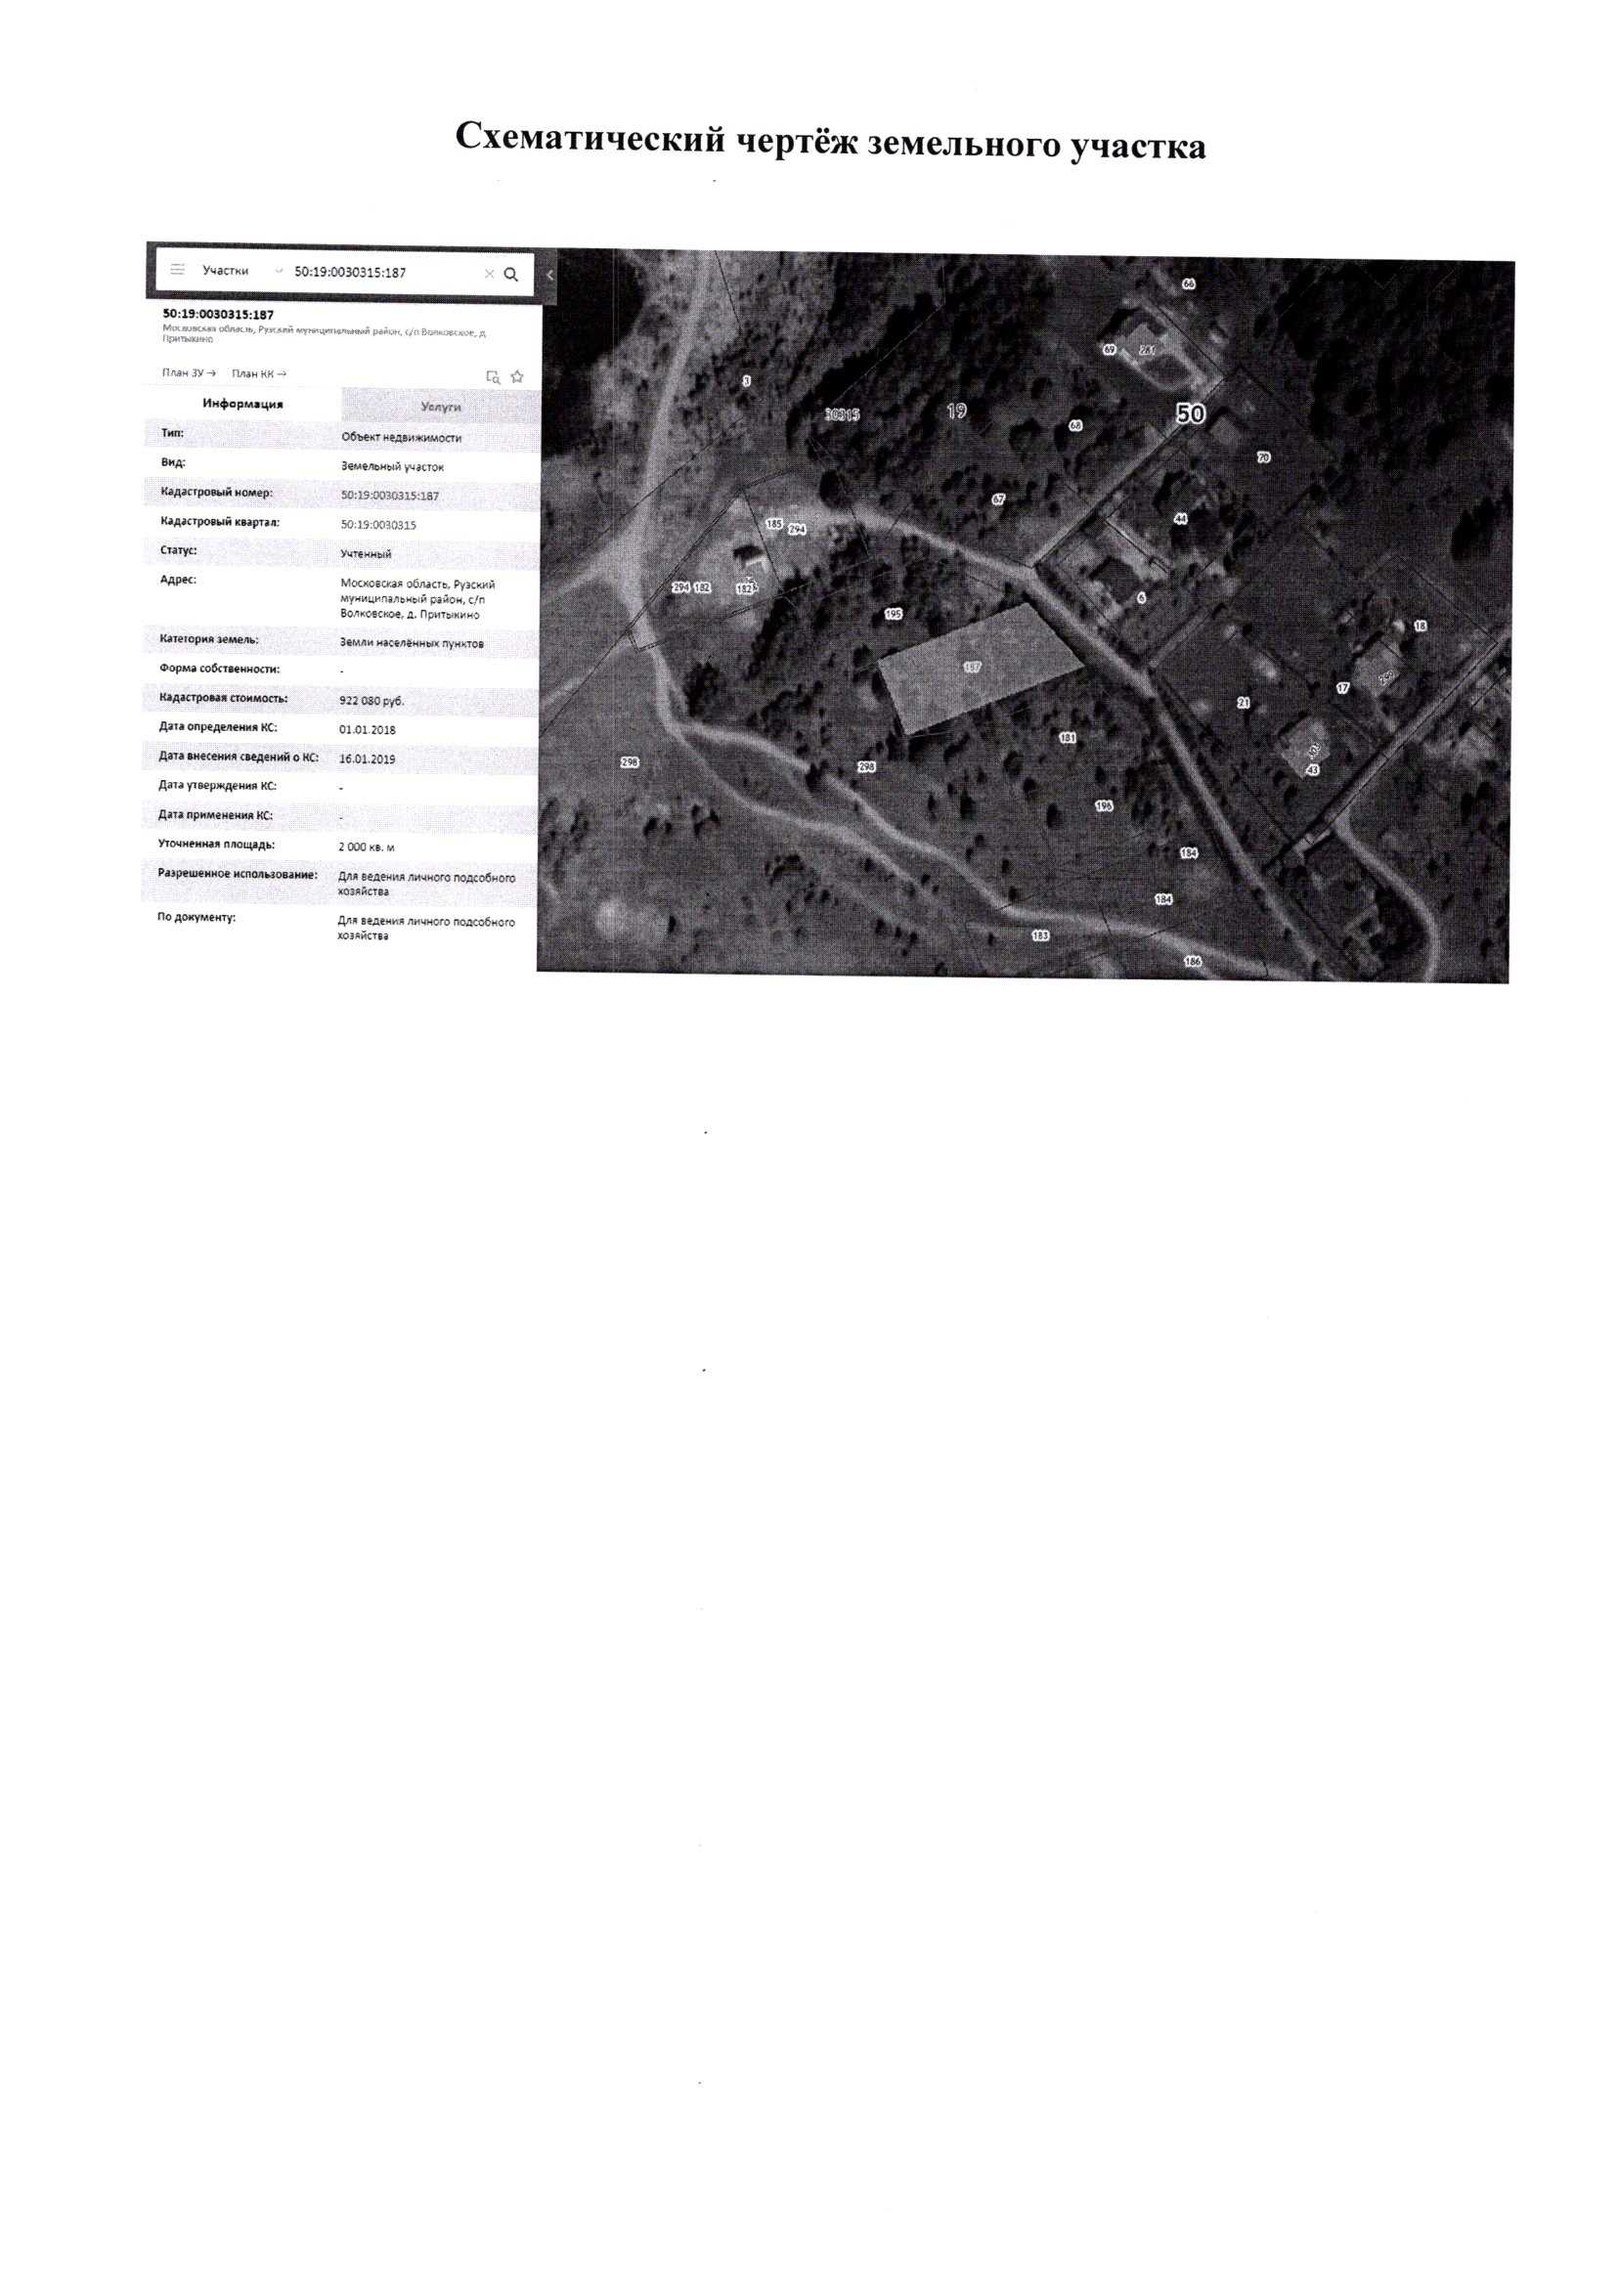 Схематический чертёж земельного участка
Участки 50:19:0030315:187
50:19:0030315:187
Московская область, Рузский муниципальный район, с/п Волковское, д.
Притыкино
План ЗУ → План КК →
Информация Услуги
Тип: Объект недвижимости
Вид: Земельный участок
Кадастровый номер: 50:19:0030315:187
Кадастровый квартал: 50:19:0030315
Статус: Учтенный
Адрес: Московская область, Рузский
муниципальный район, с/п
Волковское, д. Притыкино
Категория земель: Земли населённых пунктов
Форма собственности: -
Кадастровая стоимость: 922 080 руб.
Дата определения КС: 01.01.2018
Дата внесения сведений о КС: 16.01.2019
Дата утверждения КС: -
Дата применения КС: -
Уточненная площадь: 2 000 кв. м
Разрешенное использование: Для ведения личного подсобного
хозяйства
По документу: Для ведения личного подсобного
хозяйства
66
69 281
3
30315 19 50
68
70
67
185 294
44
294 182
6
195
18
187
17
21
181
298
298
43
196
184
184
183
186